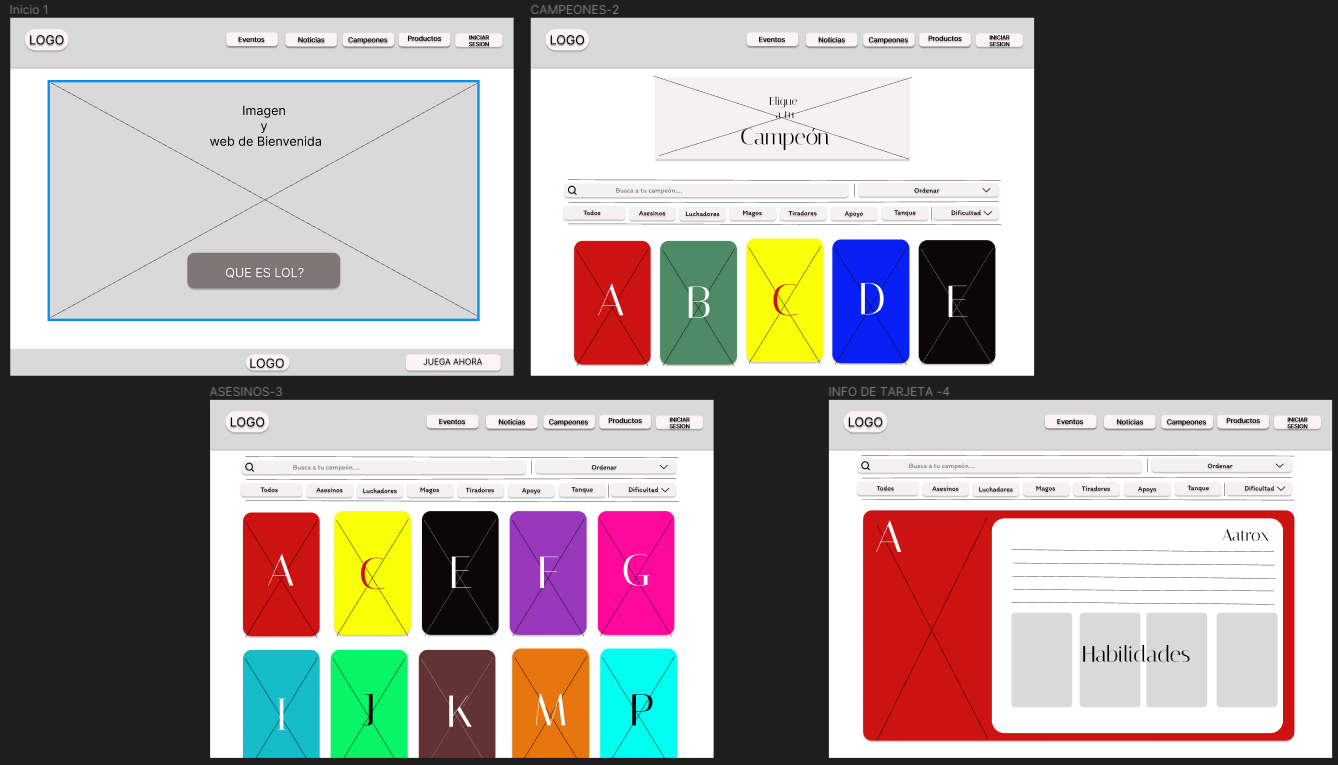 Inicio 1
LOGO
Eventos
Noticias
Campeones
Productos
INICIAR
SESION
Imagen
y
web de Bienvenida
QUE ES LOL?
LOGO
JUEGA AHORA
CAMPEONES-2
LOGO
Eventos
Noticias
Campeones
Productos
INICIAR
SESION
Eligue
a tu
Campeón
Busca a tu campeón....
Ordenar
Todos
Asesinos
Luchadores
Magos
Tiradores
Apoyo
Tanque
Dificultad
A
B
C
D
E
ASESINOS-3
LOGO
Eventos
Noticias
Campeones
Productos
INICIAR
SESION
Busca a tu campeón....
Ordenar
Todos
Asesinos
Luchadores
Magos
Tiradores
Apoyo
Tanque
Dificultad
A
C
E
F
G
I
J
K
M
P
INFO DE TARJETA -4
LOGO
Eventos
Noticias
Campeones
Productos
INICIAR
SESION
Busca a tu campeón....
Ordenar
Todos
Asesinos
Luchadores
Magos
Tiradores
Apoyo
Tanque
Dificultad
A
Aatrox
Habilidades